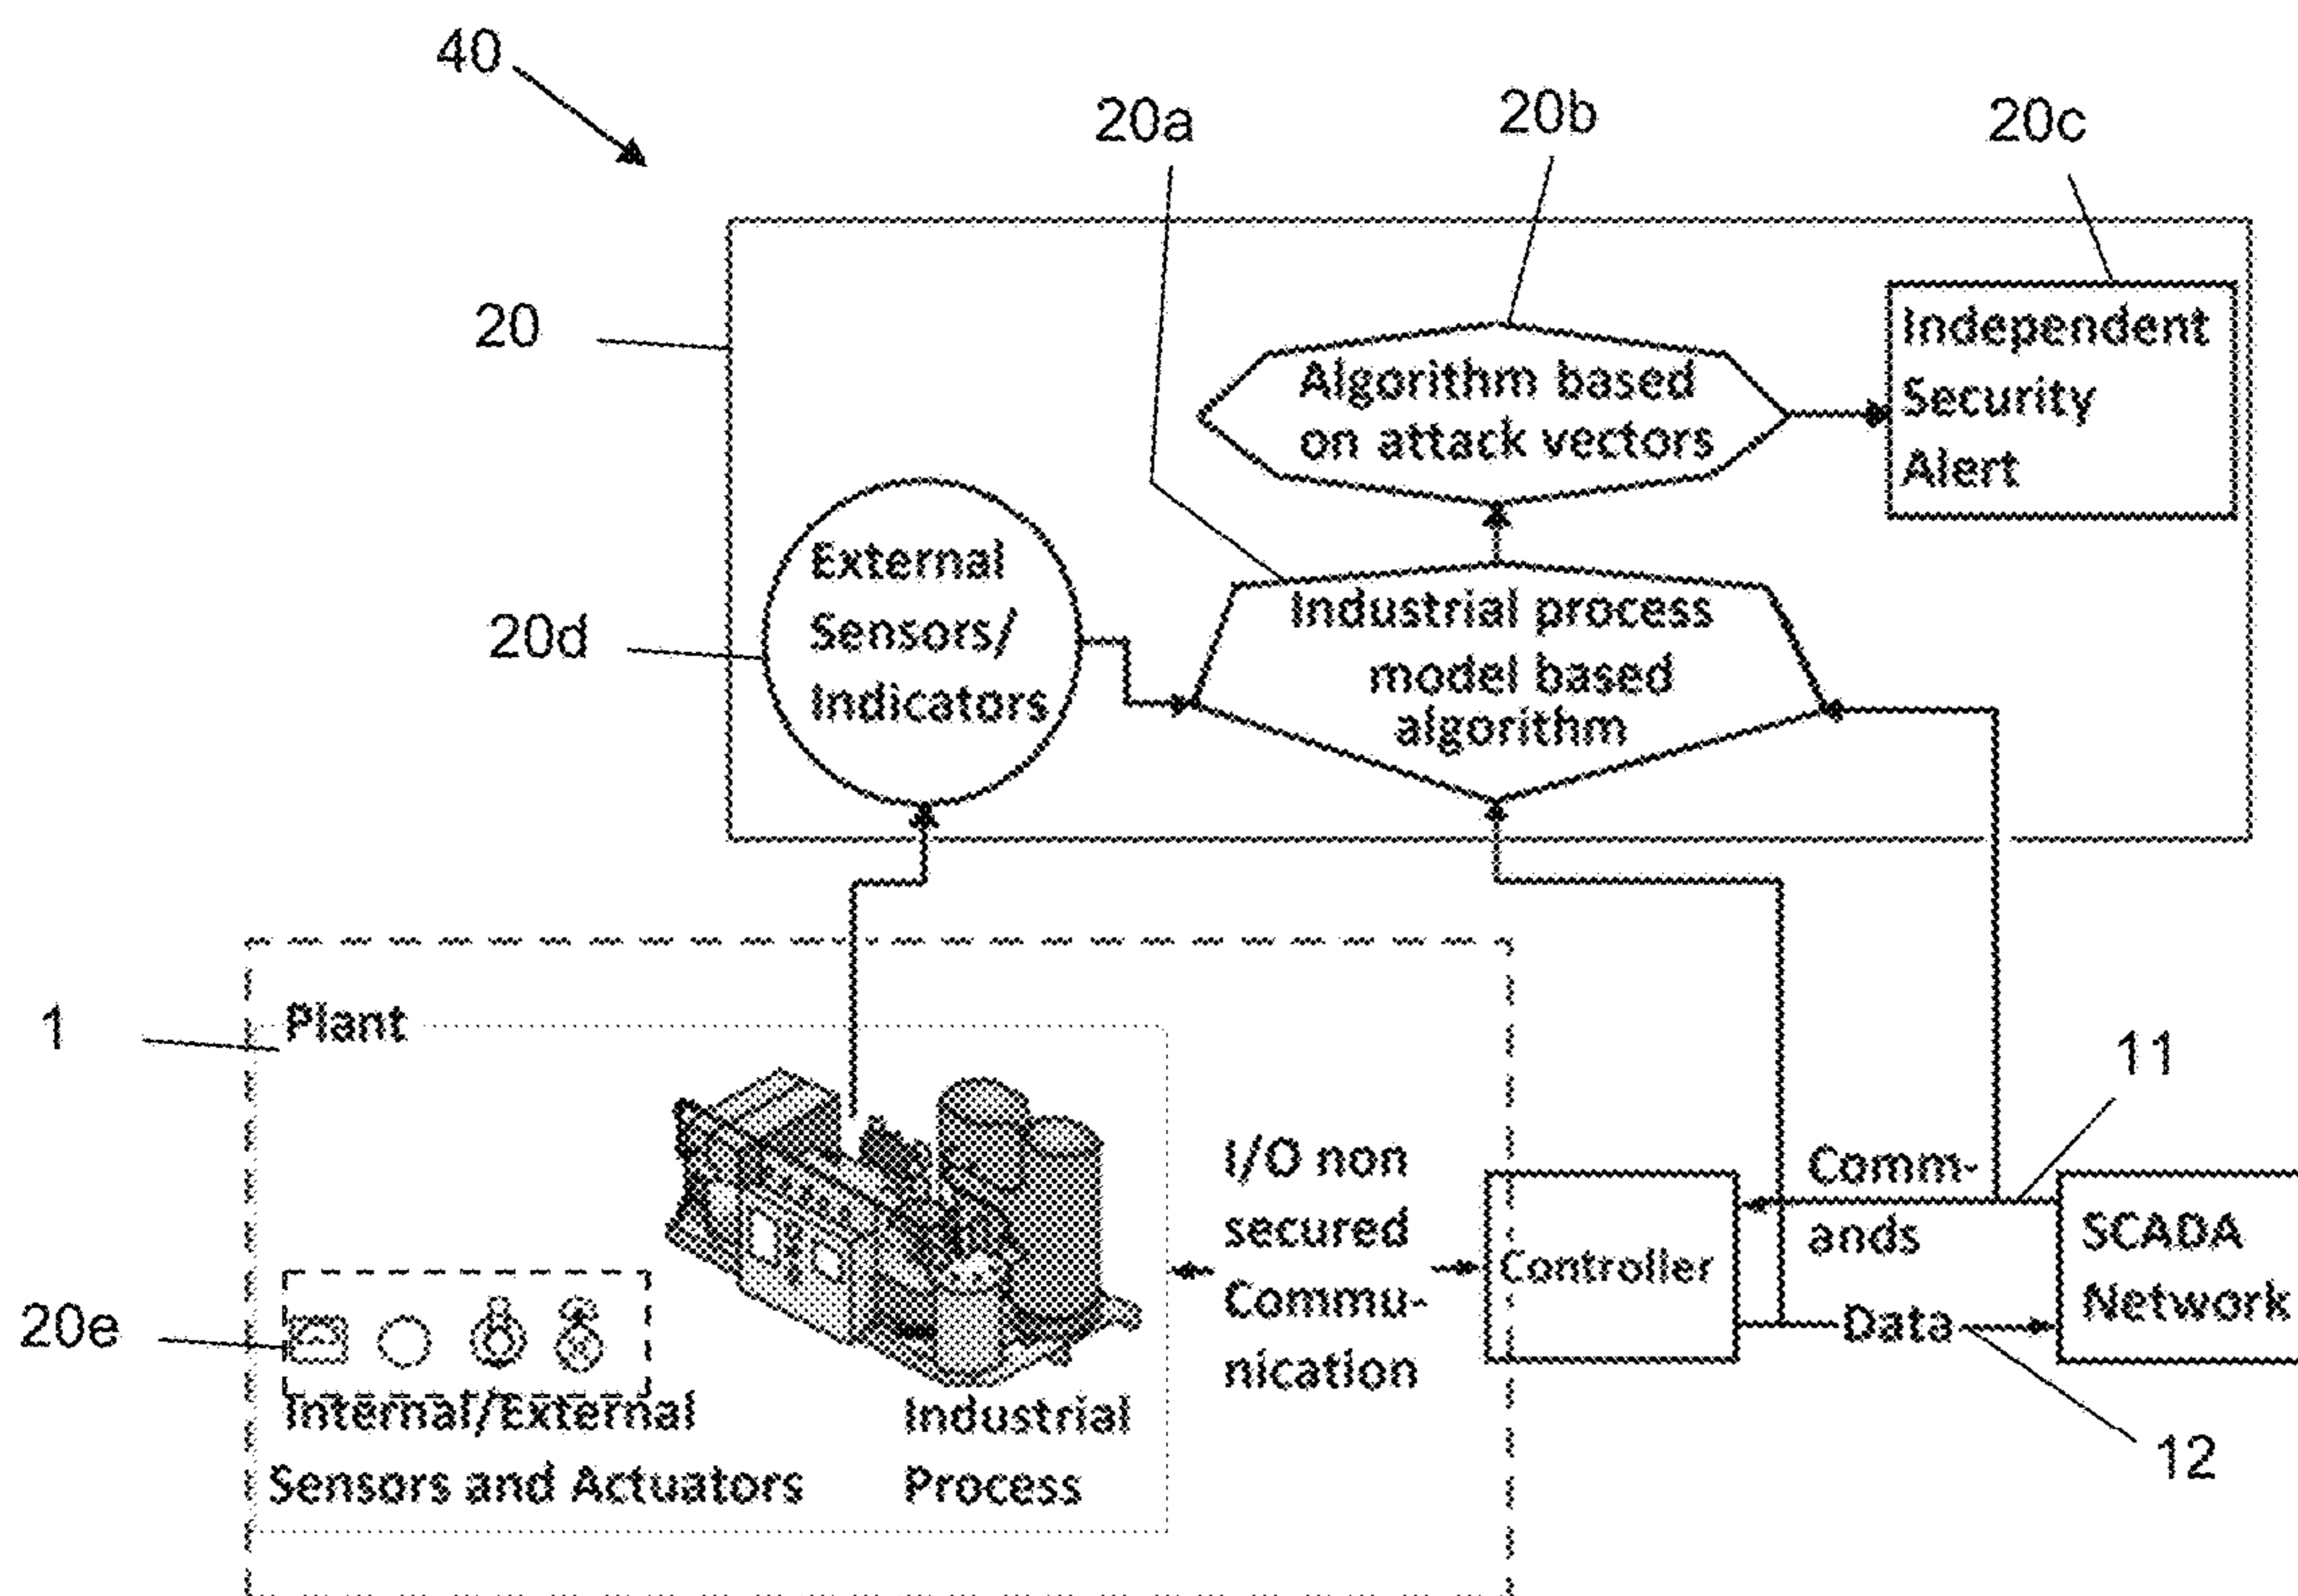 40
20a
20b
20c
20
Independent
Security
Alert
Algorithm based
on attack vectors
External
Sensors/
Indicators
20d
Industrial process
model based
algorithm
1
Plant
11
I/O non
secured
Commu-
nication
Controller
Comm-
ands
Data
SCADA
Network
20e
Internal/External
Sensors and Actuators
Industrial
Process
12